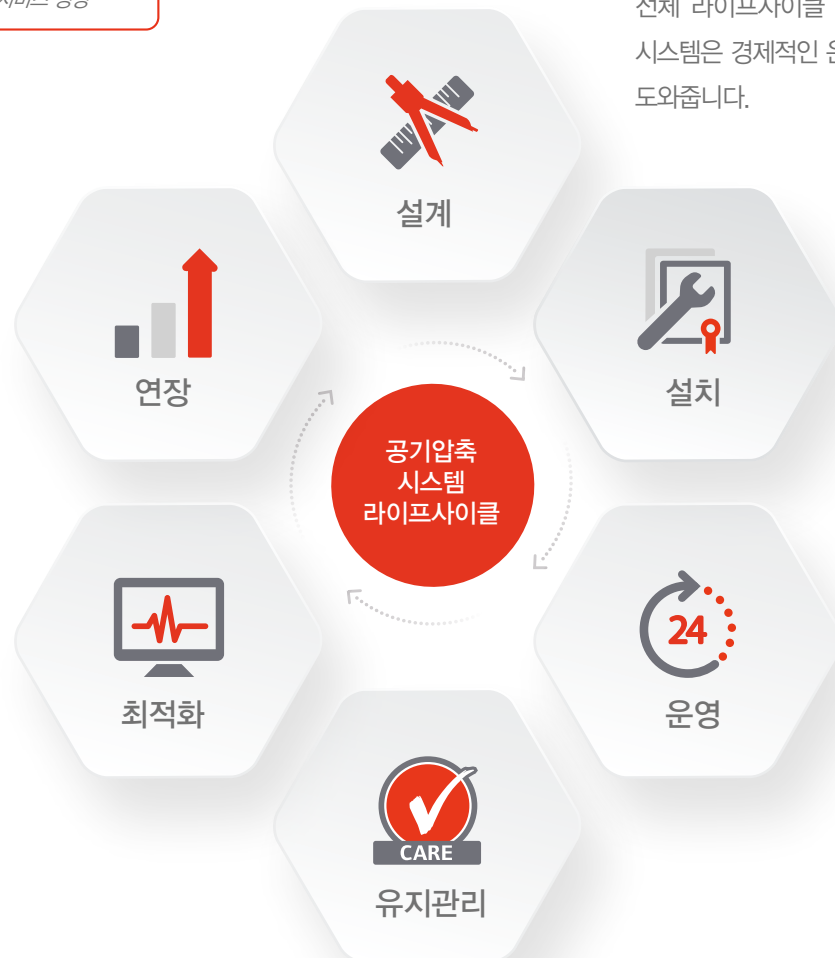 전체 라이프사이클
시스템은 경제적인
도와줍니다.
설계
설치
24
운영
CARE
유지관리
최적화
연장
공기압축
시스템
라이프사이클